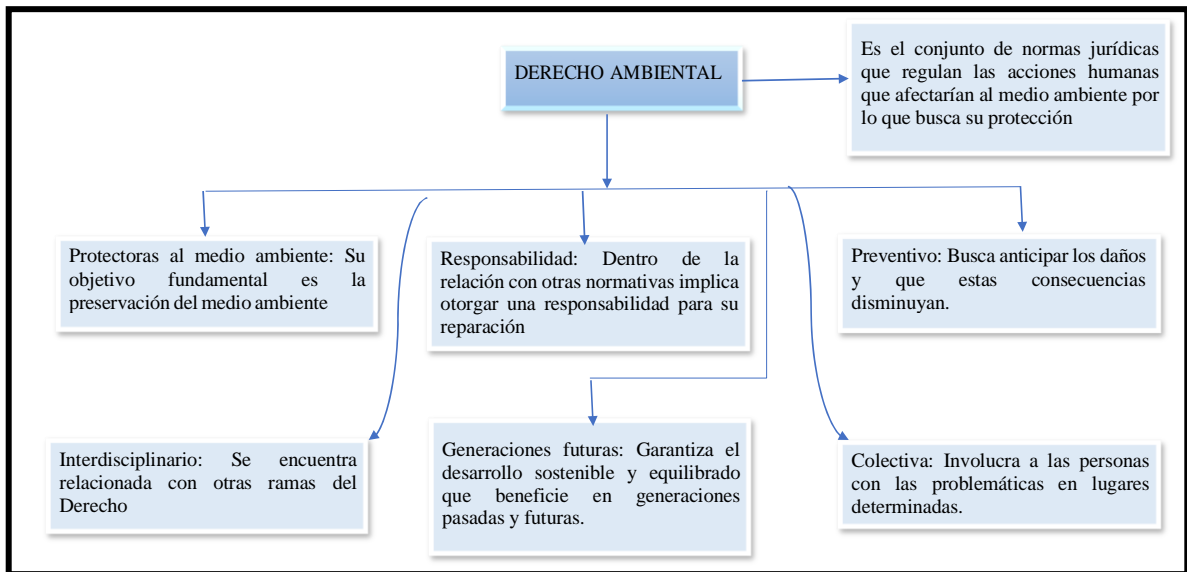 DERECHO AMBIENTAL
Es el conjunto de normas jurídicas
que regulan las acciones humanas
que afectarían al medio ambiente por
lo que busca su protección
Protectoras al medio ambiente: Su
objetivo fundamental es la
preservación del medio ambiente
Responsabilidad: Dentro de la
relación con otras normativas implica
otorgar una responsabilidad para su
reparación
Preventivo: Busca anticipar los daños
y que estas consecuencias
disminuyan.
Interdisciplinario: Se encuentra
relacionada con otras ramas del
Derecho
Generaciones futuras: Garantiza el
desarrollo sostenible y equilibrado
que beneficie en generaciones
pasadas y futuras.
Colectiva: Involucra a las personas
con las problemáticas en lugares
determinadas.